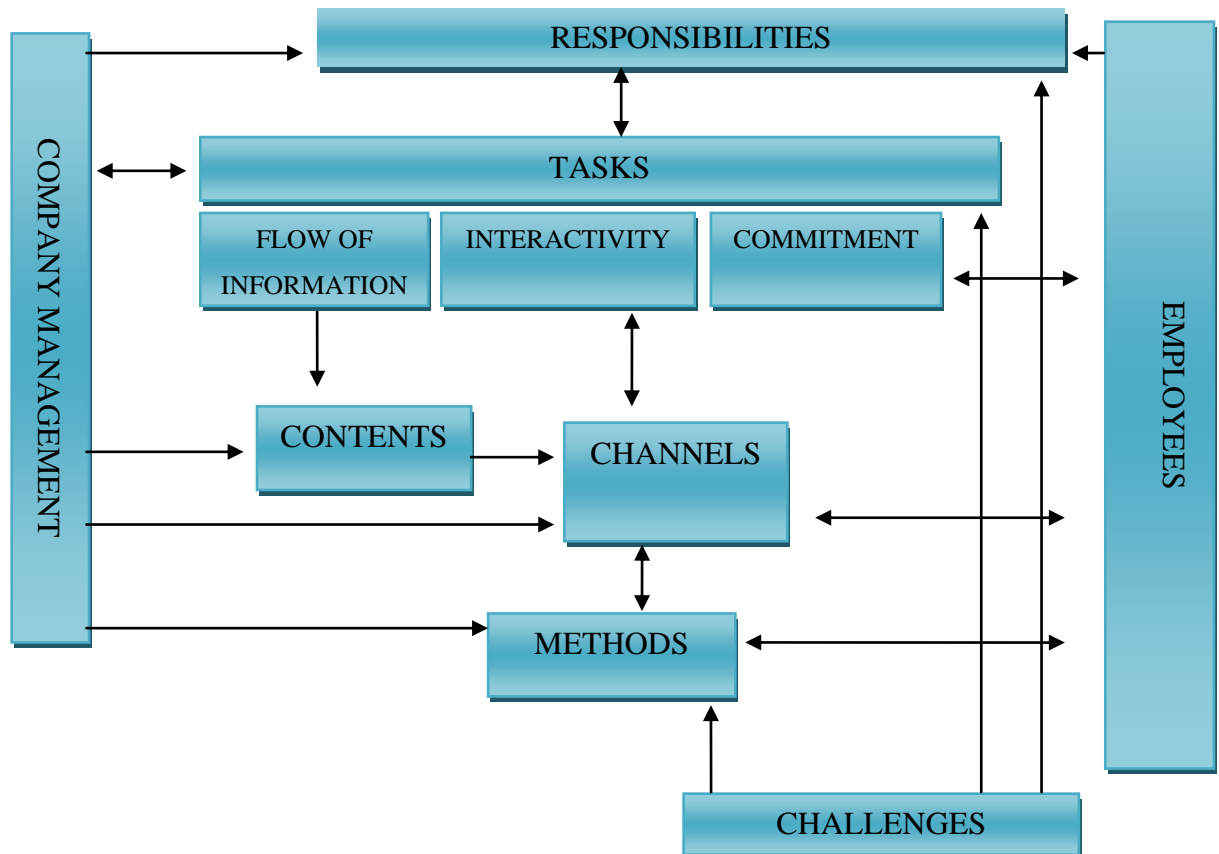 RESPONSIBILITIES
COMPANY MANAGEMENT
TASKS
FLOW OF
INFORMATION
INTERACTIVITY
COMMITMENT
EMPLOYEES
CONTENTS
CHANNELS
METHODS
CHALLENGES